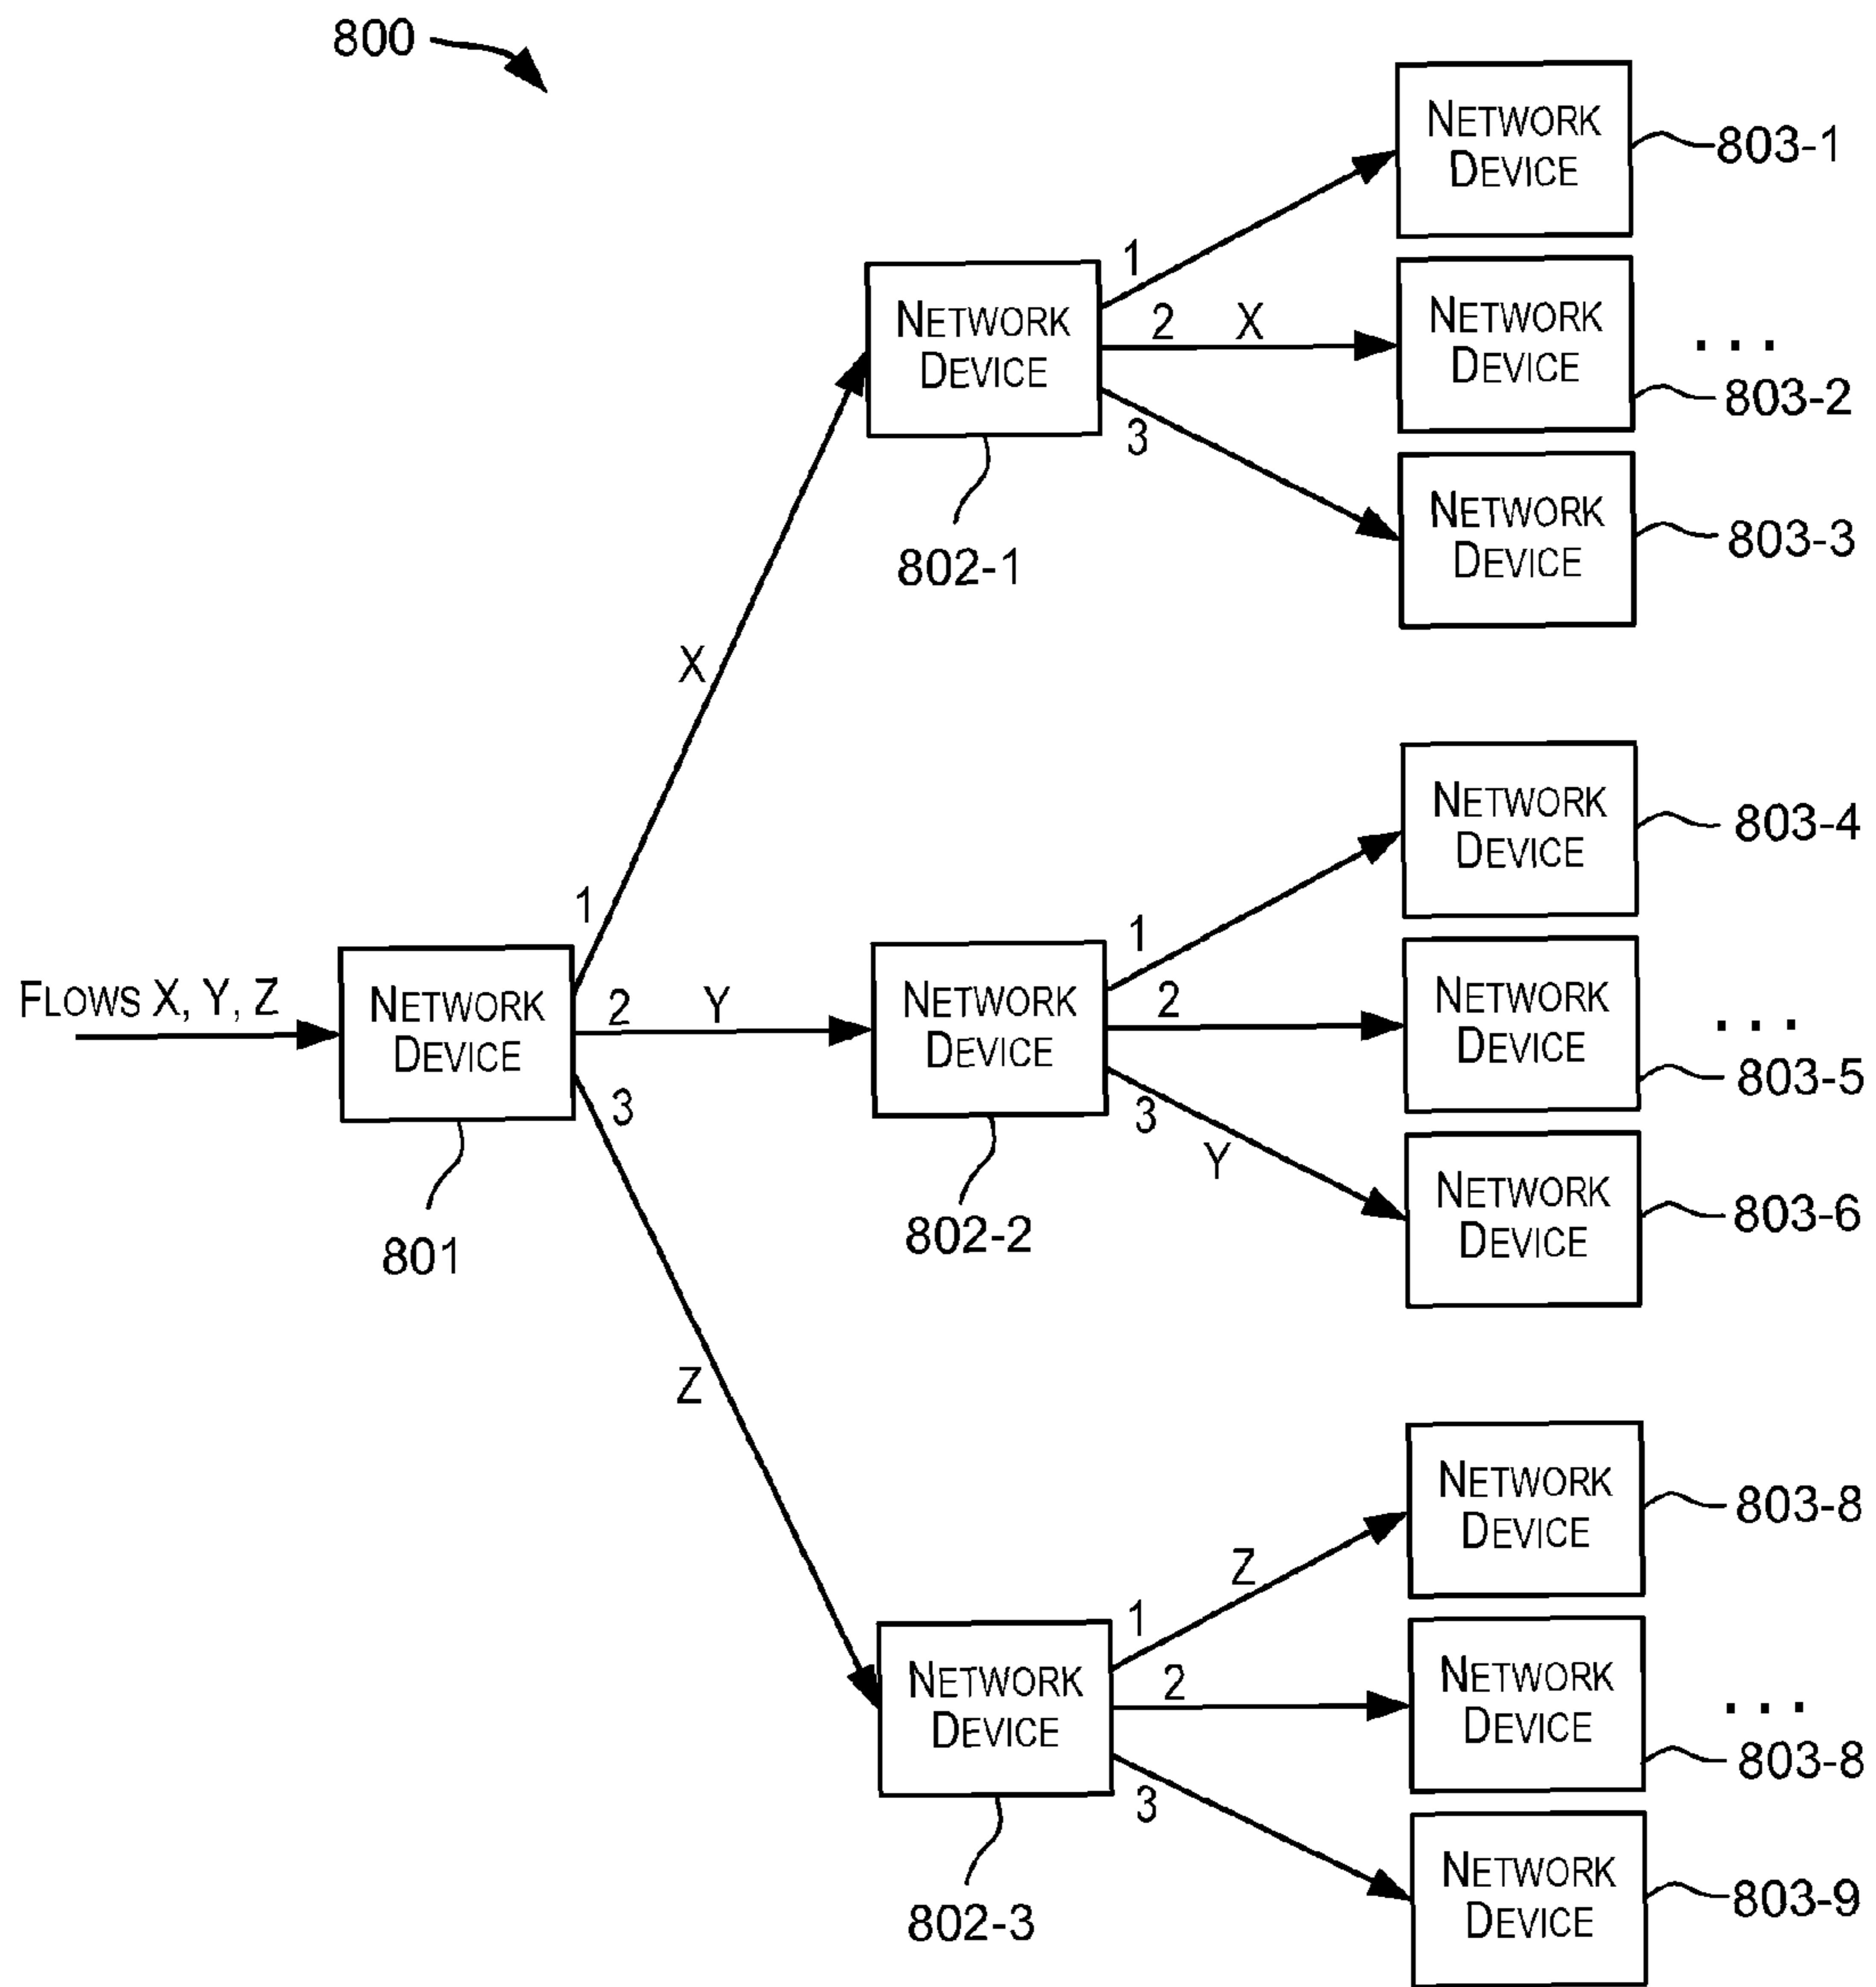 800
NETWORK
DEVICE
803-1
1
NETWORK
DEVICE
2
X
NETWORK
DEVICE
. . .
803-2
3
NETWORK
DEVICE
803-3
802-1
X
NETWORK
DEVICE
803-4
1
1
FLOWS X, Y, Z
NETWORK
DEVICE
2
Y
NETWORK
DEVICE
2
NETWORK
DEVICE
. . .
803-5
3
3
Y
NETWORK
DEVICE
803-6
801
802-2
Z
NETWORK
DEVICE
803-8
Z
1
NETWORK
DEVICE
2
NETWORK
DEVICE
. . .
803-8
3
NETWORK
DEVICE
803-9
802-3